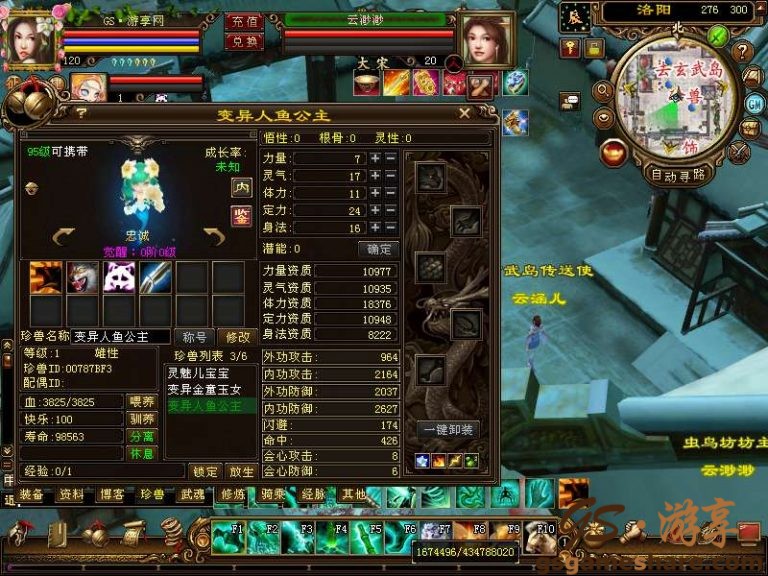 GS·游享网
充值
兑换
云渺渺
洛阳 276 300
辰
北
120
大宋
20
1
云玄武岛
兽
饰
GM
自动寻路
变异人鱼公主
95级可携带
成长率:
未知
内
鉴
忠诚
觉醒:0阶0级
悟性:0 根骨:0 灵性:0
力量: 7
灵气: 17
体力: 11
定力: 24
身法: 16
潜能:0 确定
力量资质 10977
灵气资质 10935
体力资质 18376
定力资质 10948
身法资质 8222
珍兽名称 变异人鱼公主 称号 修改
等级:1 雄性
珍兽ID:00787BF3
配偶ID:
血:3825/3825 喂养
快乐:100 驯养
寿命:98563 分离
休息
经验:0/1 锁定 放生
珍兽列表 3/6
灵魅儿宝宝
变异金童玉女
变异人鱼公主
外功攻击: 964
内功攻击: 2164
外功防御: 2037
内功防御: 2627
闪避: 174
命中: 426
会心攻击: 8
会心防御: 6
一键卸装
装备 资料 博客 珍兽 武魂 修炼 骑乘 经脉 其他
武岛传送使
云涵儿
虫鸟坊坊主
云渺渺
F1 F2 F3 F4 F5 F6 F7 F8 F9 F10
1674496/434788020
GS·游享
gsgameshare.com